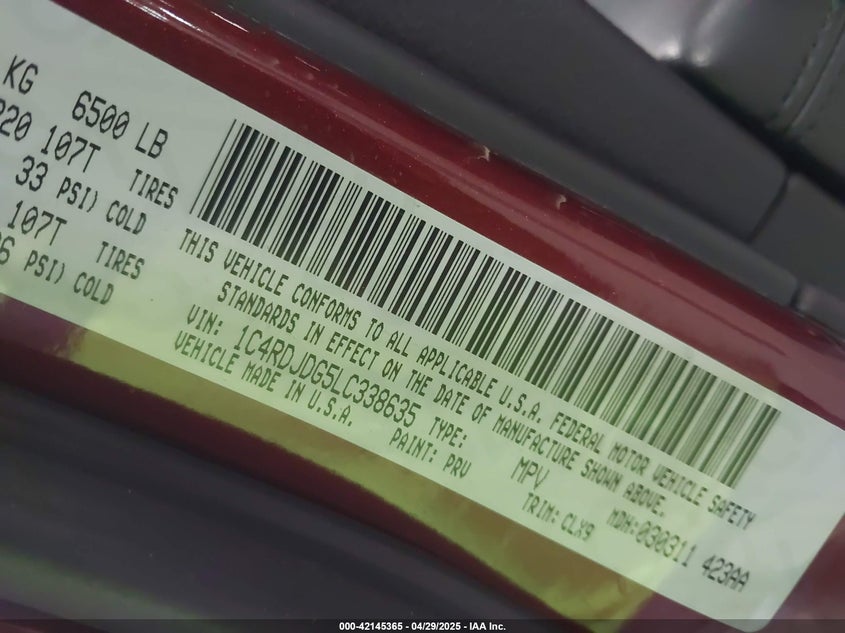 KG 6500 LB
220 107T TIRES
33 PSI) COLD
107T TIRES
36 PSI) COLD
THIS VEHICLE CONFORMS TO ALL APPLICABLE U.S.A. FEDERAL MOTOR VEHICLE SAFETY
STANDARDS IN EFFECT ON THE DATE OF MANUFACTURE SHOWN ABOVE.
VIN: 1C4RDJDG5LC338635 TYPE: MPV MDH:030311 423AA
VEHICLE MADE IN U.S.A. PAINT: PRV TRIM: CLX9
000-42145365 - 04/29/2025 - IAA Inc.